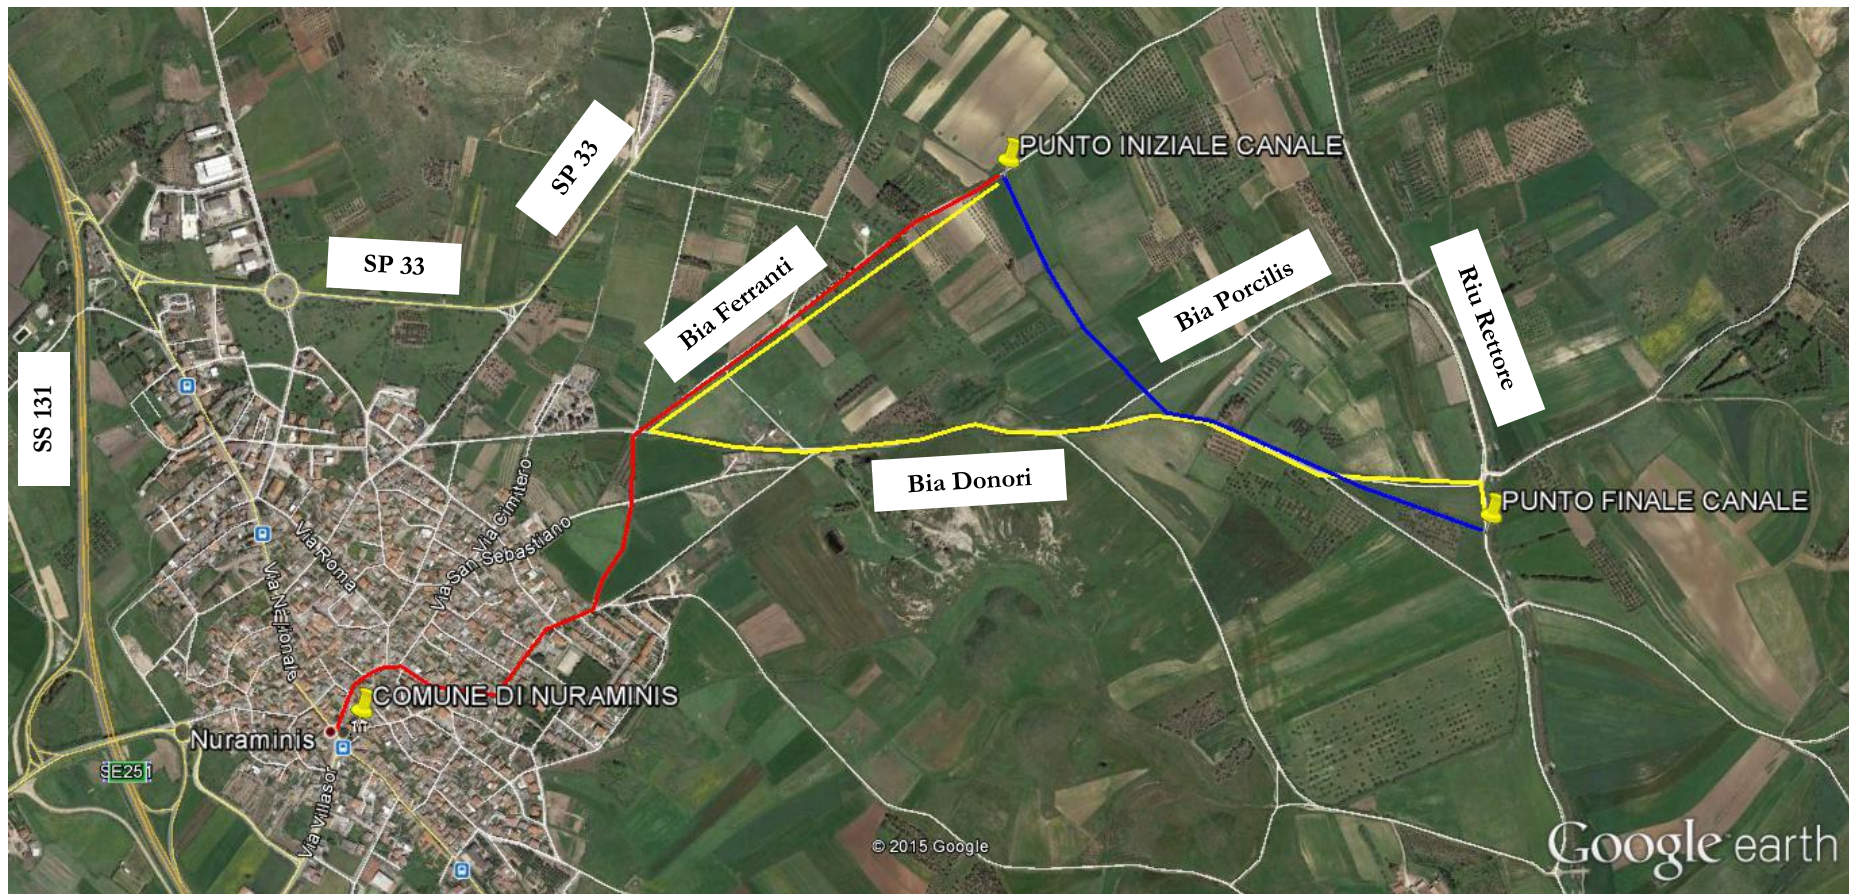 PUNTO INIZIALE CANALE
SP 33
SP 33
Bia Ferranti
Bia Porcilis
Riu Rettore
SS 131
Bia Donori
PUNTO FINALE CANALE
Via Cimitero
Via San Sebastiano
Via Roma
Via Nazionale
COMUNE DI NURAMINIS
Nuraminis
SE251
Via Villasor
© 2015 Google
Google earth